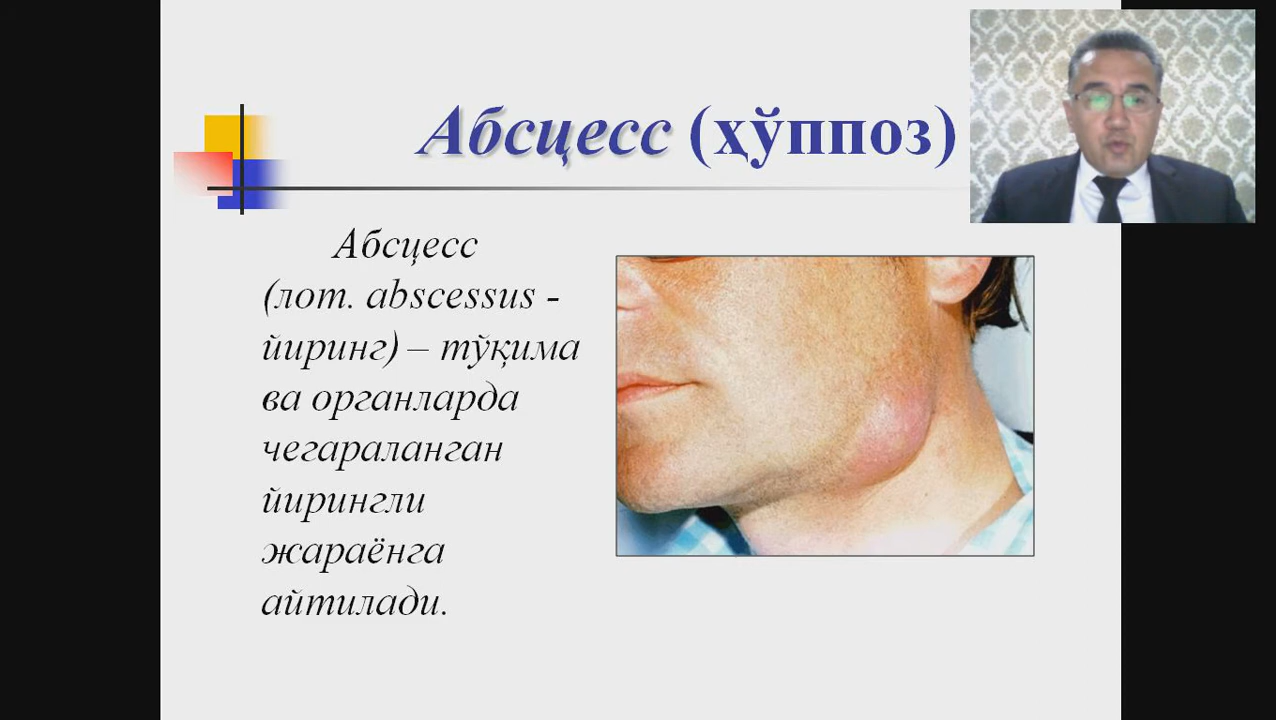 Абсцесс (ҳўппоз)
Абсцесс
(лот. abscessus -
йиринг) – тўқима
ва органларда
чегараланган
йирингли
жараёнга
айтилади.